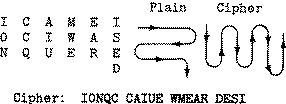 Plain Cipher
I C A M E I
O C I W A S
N Q U E R E
D
Cipher: IONQC CAIUE WMEAR DESI